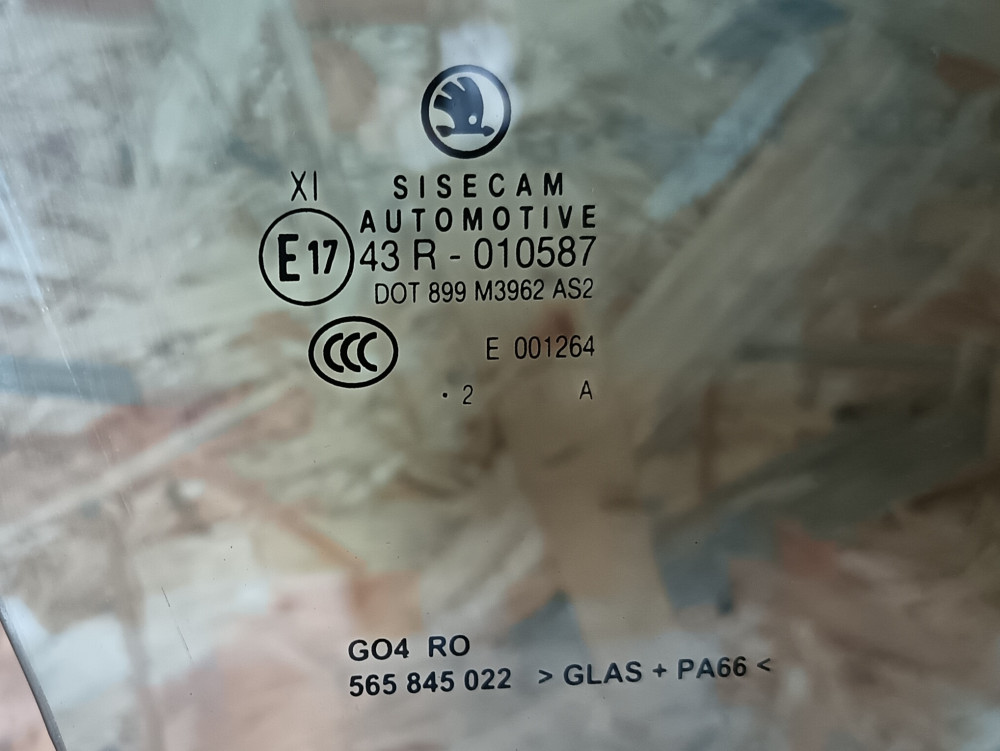 XI
SISECAM
AUTOMOTIVE
E17 43 R - 010587
DOT 899 M3962 AS2
CCC
E 001264
· 2 A
GO4 RO
565 845 022 > GLAS + PA66 <